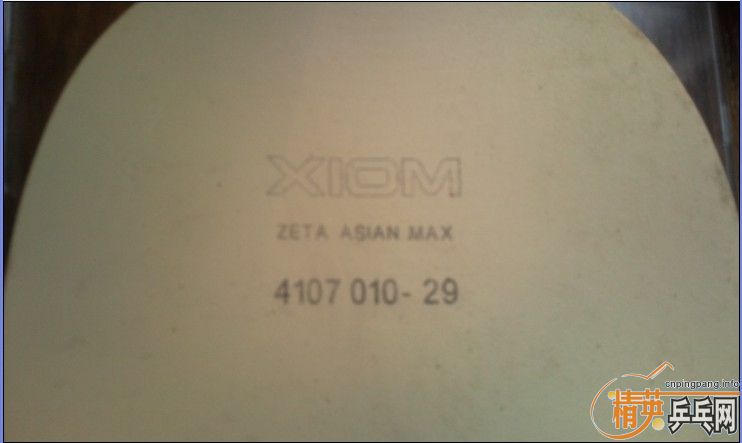 XIOM
ZETA ASIAN MAX
4107 010- 29
cnpingpang.info
精英乒乓网